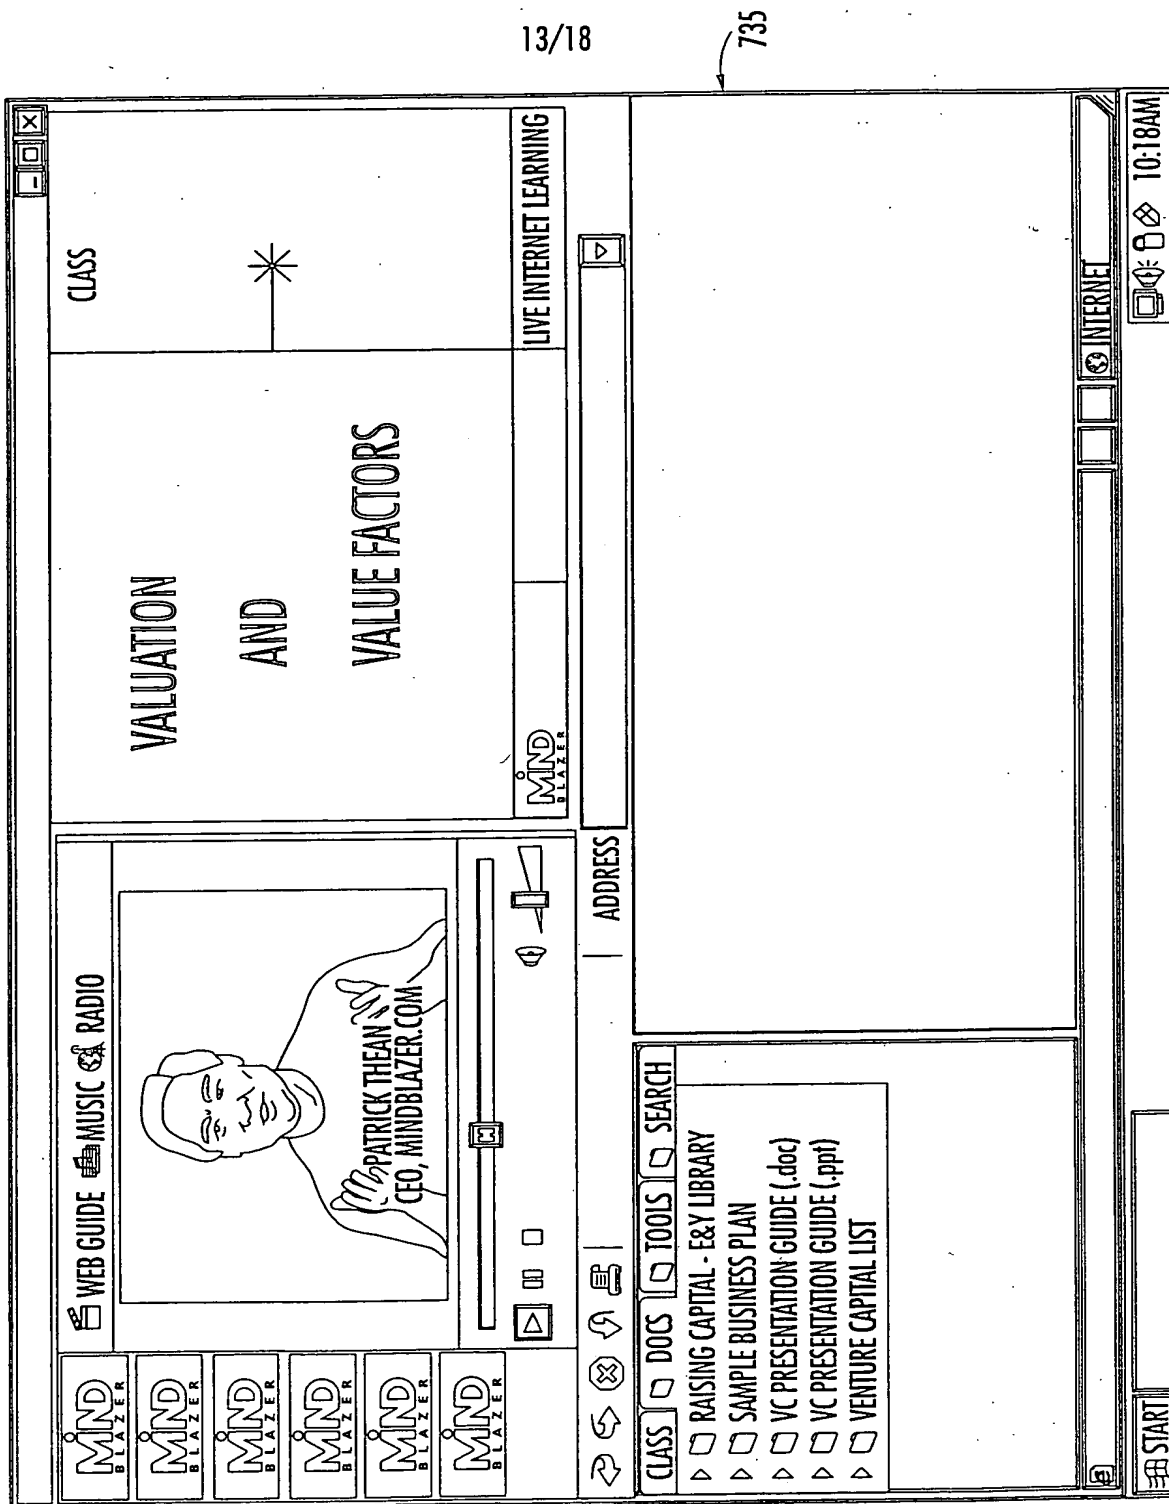 13/18
735
MIND
BLAZER
MIND
BLAZER
MIND
BLAZER
MIND
BLAZER
MIND
BLAZER
MIND
BLAZER
WEB GUIDE MUSIC RADIO
PATRICK THEAN
CEO, MINDBLAZER.COM
VALUATION
AND
VALUE FACTORS
CLASS
MIND
BLAZER
LIVE INTERNET LEARNING
ADDRESS
CLASS DOCS TOOLS SEARCH
RAISING CAPITAL - E&Y LIBRARY
SAMPLE BUSINESS PLAN
VC PRESENTATION GUIDE (.doc)
VC PRESENTATION GUIDE (.ppt)
VENTURE CAPITAL LIST
INTERNET
START
10:18AM